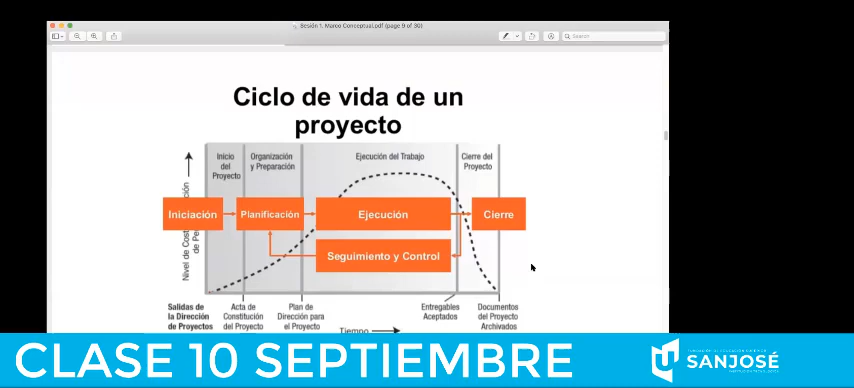 Sesión 1. Marco Conceptual.pdf (page 9 of 30)
Search
Ciclo de vida de un
proyecto
Inicio
del
Proyecto
Organización
y Preparación
Ejecución del Trabajo
Cierre del
Proyecto
Iniciación
Planificación
Ejecución
Cierre
Seguimiento y Control
Nivel de
de
Salidas de
la Dirección
de Proyectos
Acta de
Constitución
del Proyecto
Plan de
Dirección para
el Proyecto
Entregables
Aceptados
Documentos
del Proyecto
Archivados
Tiempo
CLASE 10 SEPTIEMBRE
SANJOSÉ